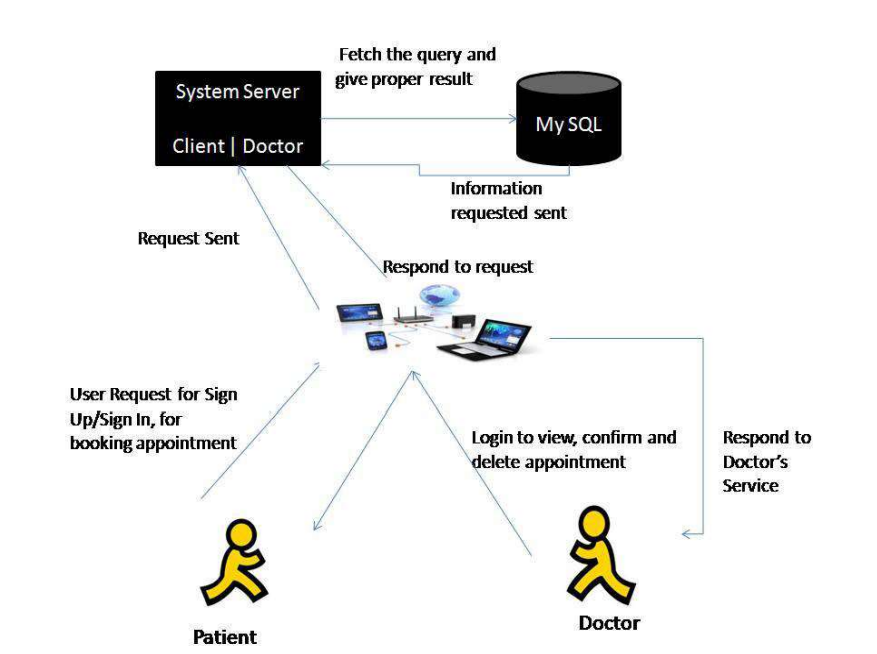 Fetch the query and
give proper result
System Server
Client | Doctor
My SQL
Information
requested sent
Request Sent
Respond to request
User Request for Sign
Up/Sign In, for
booking appointment
Login to view, confirm and
delete appointment
Respond to
Doctor's
Service
Patient
Doctor